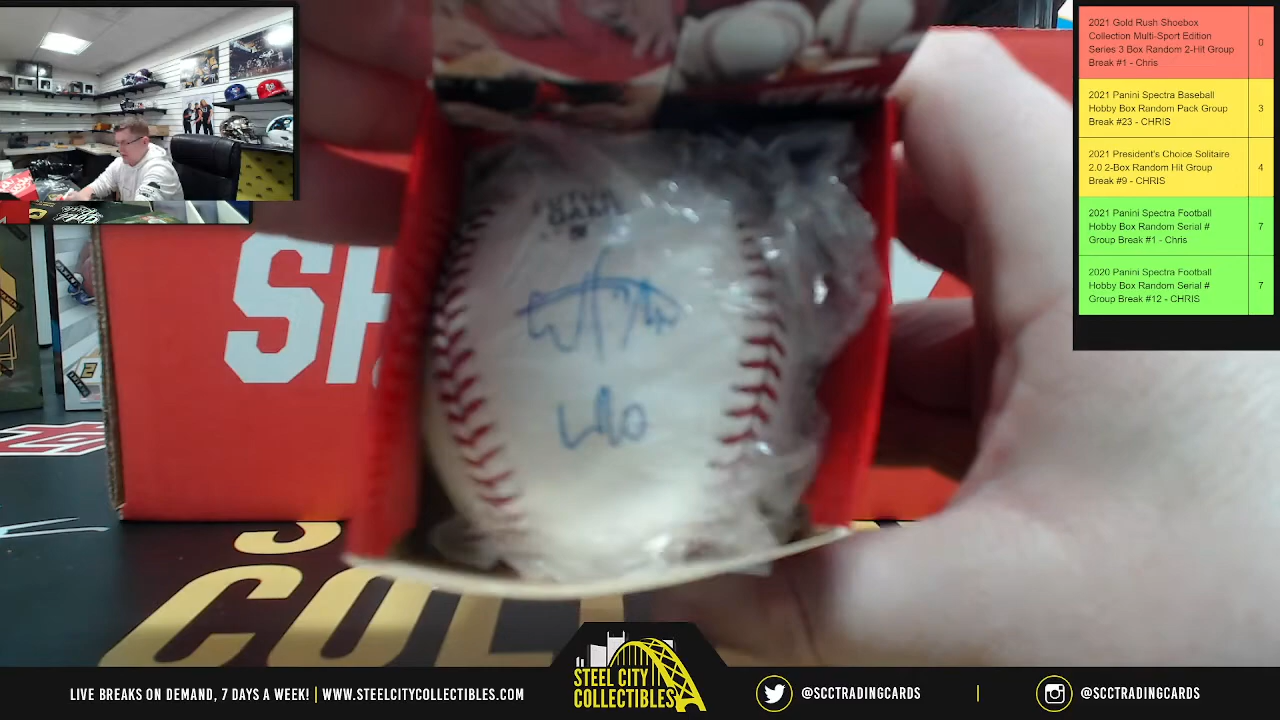 2021 Gold Rush Shoebox
Collection Multi-Sport Edition
Series 3 Box Random 2-Hit Group
Break #1 - Chris
0
2021 Panini Spectra Baseball
Hobby Box Random Pack Group
Break #23 - CHRIS
3
2021 President's Choice Solitaire
2.0 2-Box Random Hit Group
Break #9 - CHRIS
4
2021 Panini Spectra Football
Hobby Box Random Serial #
Group Break #1 - Chris
7
2020 Panini Spectra Football
Hobby Box Random Serial #
Group Break #12 - CHRIS
7
STEEL CITY
COLLECTIBLES
LIVE BREAKS ON DEMAND, 7 DAYS A WEEK! | WWW.STEELCITYCOLLECTIBLES.COM
@SCCTRADINGCARDS | @SCCTRADINGCARDS